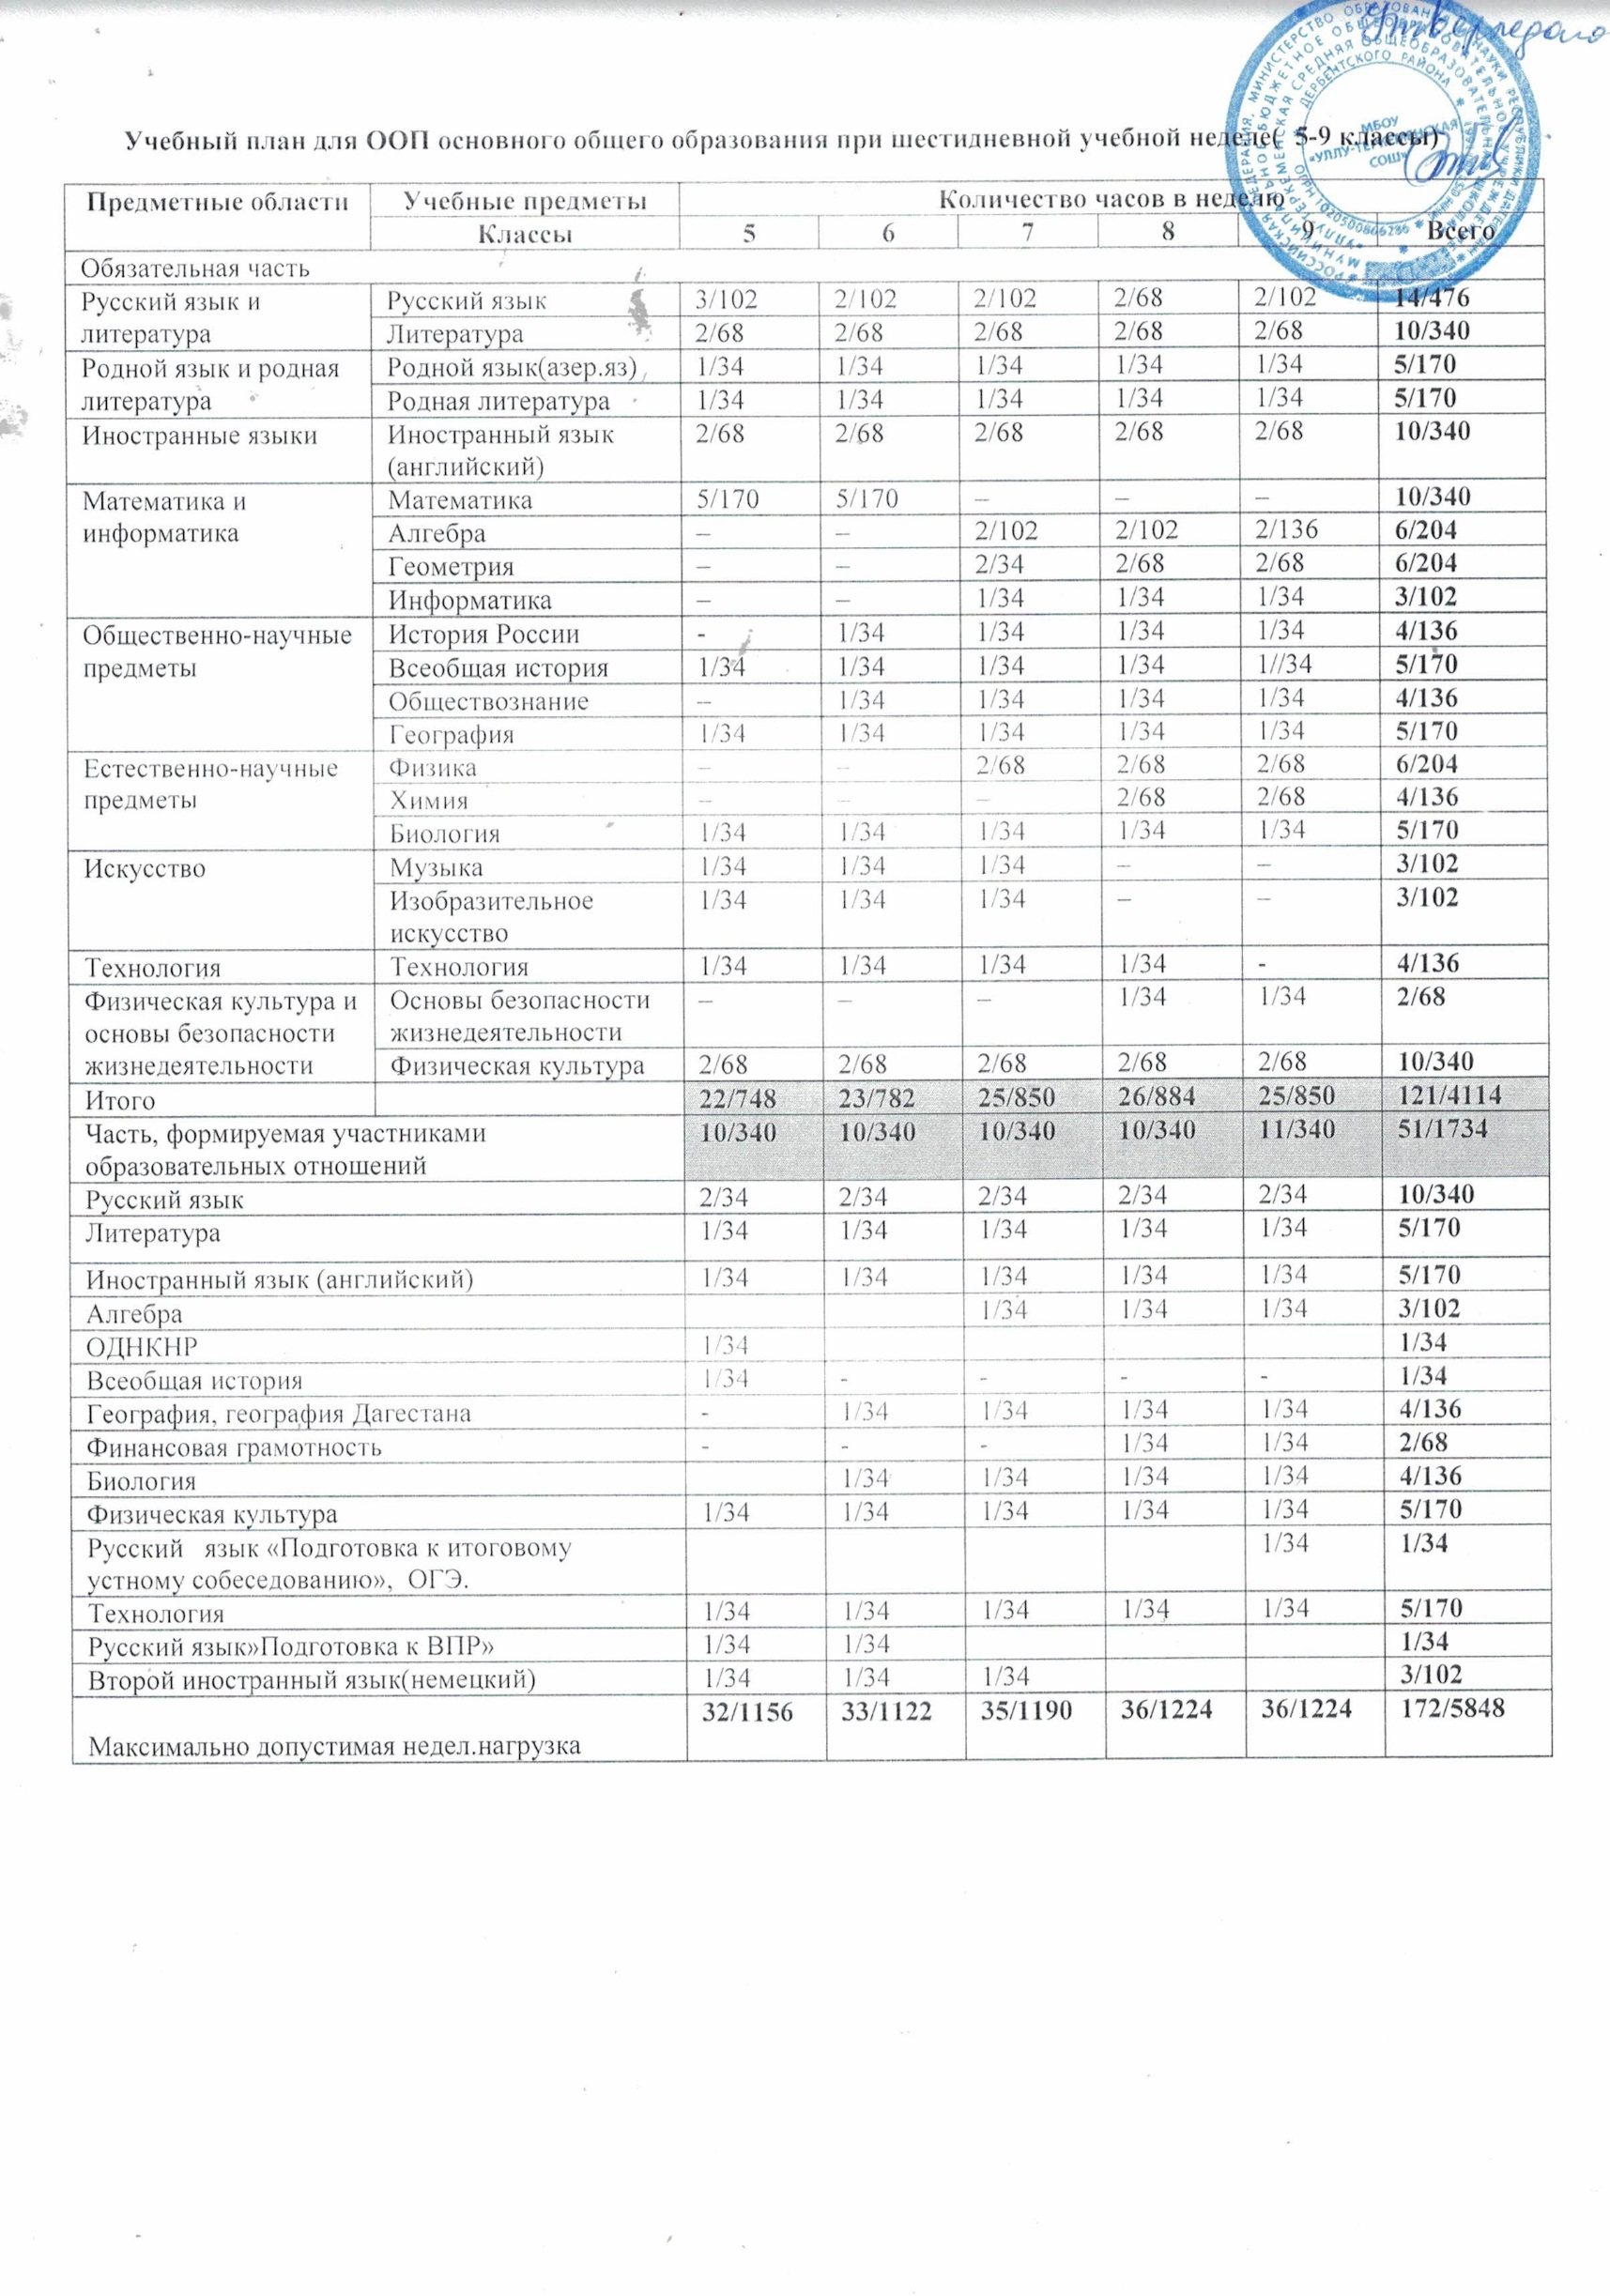 Утверждаю
Учебный план для ООП основного общего образования при шестидневной учебной неделе( 5-9 классы)
МБОУ
СОШ»
ДЕРБЕНТСКОГО РАЙОНА
Предметные области Учебные предметы Количество часов в неделю
Классы 5 6 7 8 9 Всего
Обязательная часть
Русский язык и Русский язык 3/102 2/102 2/102 2/68 2/102 14/476
литература Литература 2/68 2/68 2/68 2/68 2/68 10/340
Родной язык и родная Родной язык(азер.яз) 1/34 1/34 1/34 1/34 1/34 5/170
литература Родная литература 1/34 1/34 1/34 1/34 1/34 5/170
Иностранные языки Иностранный язык 2/68 2/68 2/68 2/68 2/68 10/340
(английский)
Математика и Математика 5/170 5/170 – – – 10/340
информатика Алгебра – – 2/102 2/102 2/136 6/204
Геометрия – – 2/34 2/68 2/68 6/204
Информатика – – 1/34 1/34 1/34 3/102
Общественно-научные История России - 1/34 1/34 1/34 1/34 4/136
предметы Всеобщая история 1/34 1/34 1/34 1/34 1//34 5/170
Обществознание – 1/34 1/34 1/34 1/34 4/136
География 1/34 1/34 1/34 1/34 1/34 5/170
Естественно-научные Физика – – 2/68 2/68 2/68 6/204
предметы Химия – – – 2/68 2/68 4/136
Биология 1/34 1/34 1/34 1/34 1/34 5/170
Искусство Музыка 1/34 1/34 1/34 – – 3/102
Изобразительное 1/34 1/34 1/34 – – 3/102
искусство
Технология Технология 1/34 1/34 1/34 1/34 - 4/136
Физическая культура и Основы безопасности – – – 1/34 1/34 2/68
основы безопасности жизнедеятельности
жизнедеятельности Физическая культура 2/68 2/68 2/68 2/68 2/68 10/340
Итого 22/748 23/782 25/850 26/884 25/850 121/4114
Часть, формируемая участниками 10/340 10/340 10/340 10/340 11/340 51/1734
образовательных отношений
Русский язык 2/34 2/34 2/34 2/34 2/34 10/340
Литература 1/34 1/34 1/34 1/34 1/34 5/170
Иностранный язык (английский) 1/34 1/34 1/34 1/34 1/34 5/170
Алгебра 1/34 1/34 1/34 3/102
ОДНКНР 1/34 1/34
Всеобщая история 1/34 - - - - 1/34
География, география Дагестана - 1/34 1/34 1/34 1/34 4/136
Финансовая грамотность - - - 1/34 1/34 2/68
Биология 1/34 1/34 1/34 1/34 4/136
Физическая культура 1/34 1/34 1/34 1/34 1/34 5/170
Русский язык «Подготовка к итоговому 1/34 1/34
устному собеседованию», ОГЭ.
Технология 1/34 1/34 1/34 1/34 1/34 5/170
Русский язык»Подготовка к ВПР» 1/34 1/34 1/34
Второй иностранный язык(немецкий) 1/34 1/34 1/34 3/102
32/1156 33/1122 35/1190 36/1224 36/1224 172/5848
Максимально допустимая недел.нагрузка